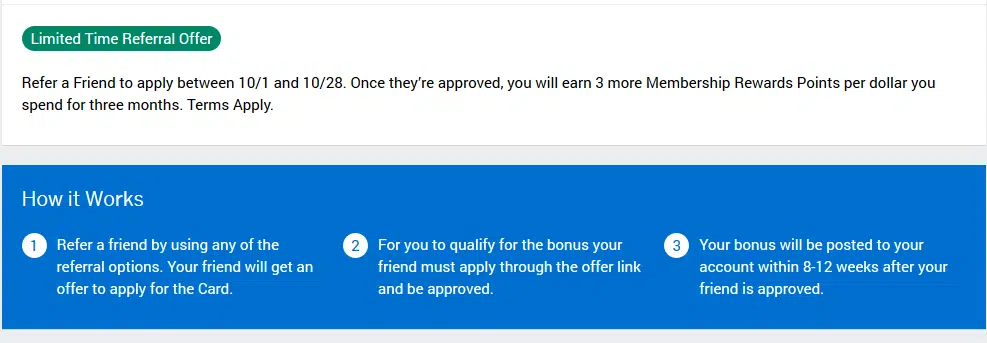 Limited Time Referral Offer
Refer a Friend to apply between 10/1 and 10/28. Once they’re approved, you will earn 3 more Membership Rewards Points per dollar you
spend for three months. Terms Apply.
How it Works
1
Refer a friend by using any of the
referral options. Your friend will get an
offer to apply for the Card.
2
For you to qualify for the bonus your
friend must apply through the offer link
and be approved.
3
Your bonus will be posted to your
account within 8-12 weeks after your
friend is approved.